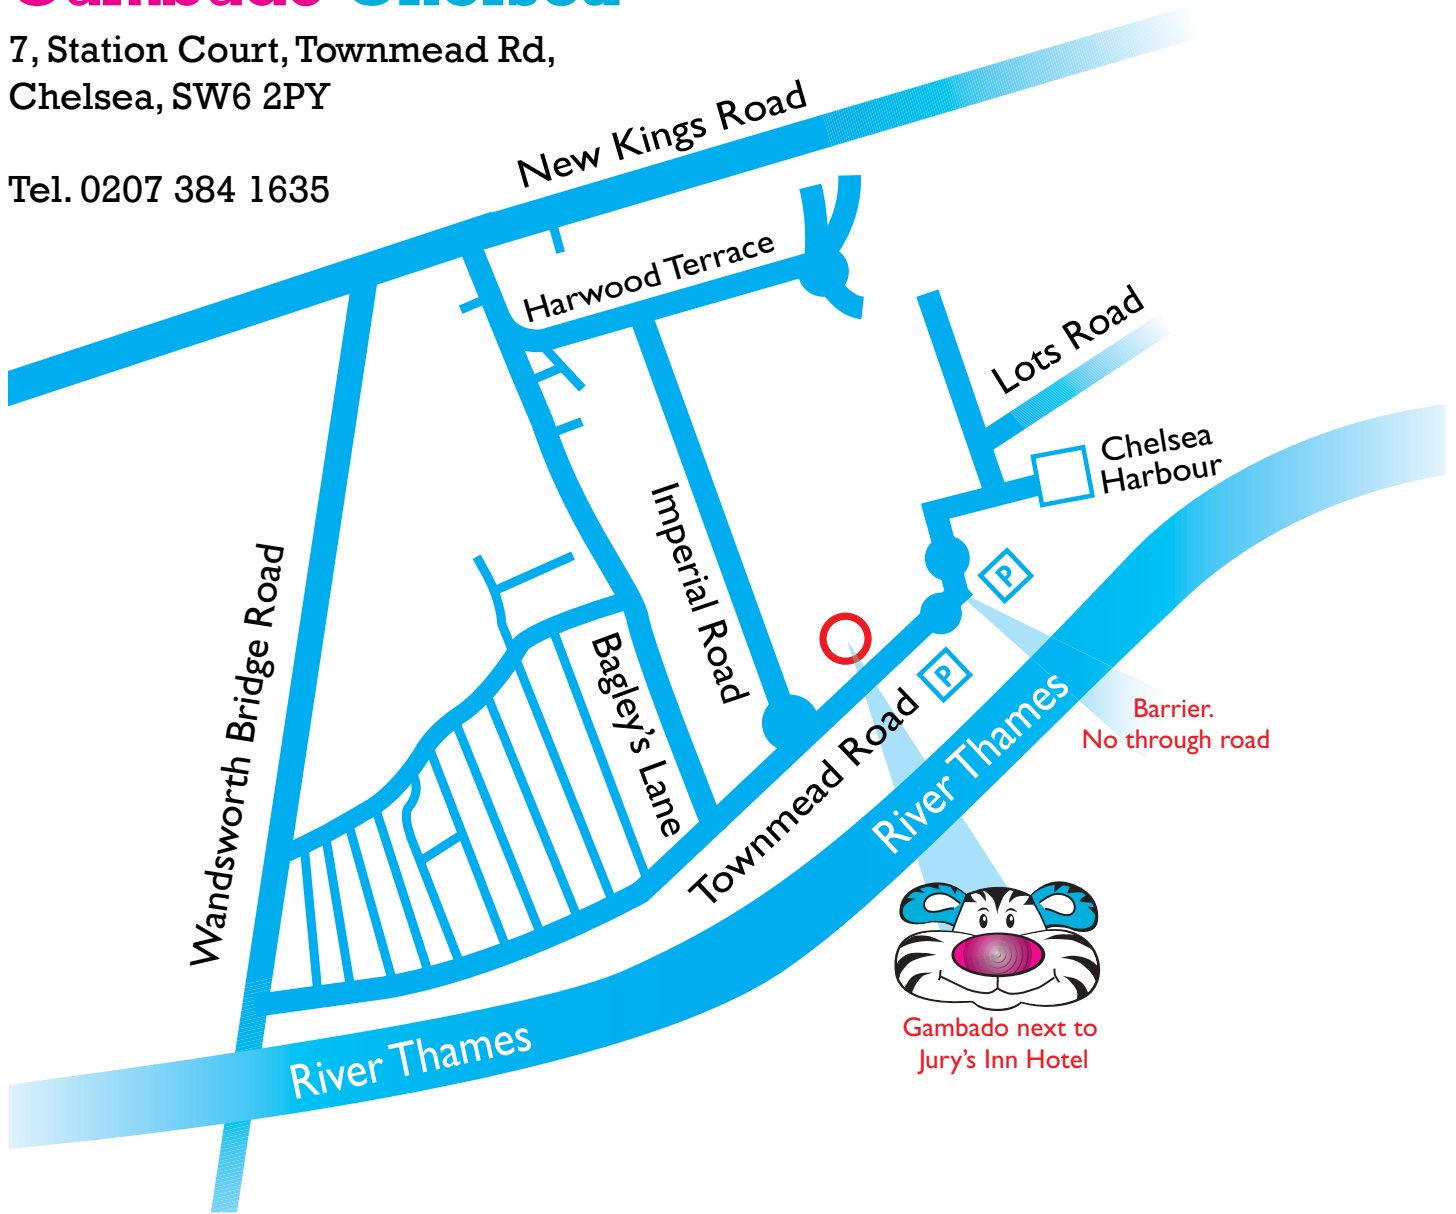 Gambado Chelsea
7, Station Court, Townmead Rd,
Chelsea, SW6 2PY
Tel. 0207 384 1635
New Kings Road
Harwood Terrace
Lots Road
Chelsea
Harbour
Imperial Road
Wandsworth Bridge Road
Bagley's Lane
P
P
Townmead Road
River Thames
Barrier.
No through road
River Thames
Gambado next to
Jury's Inn Hotel